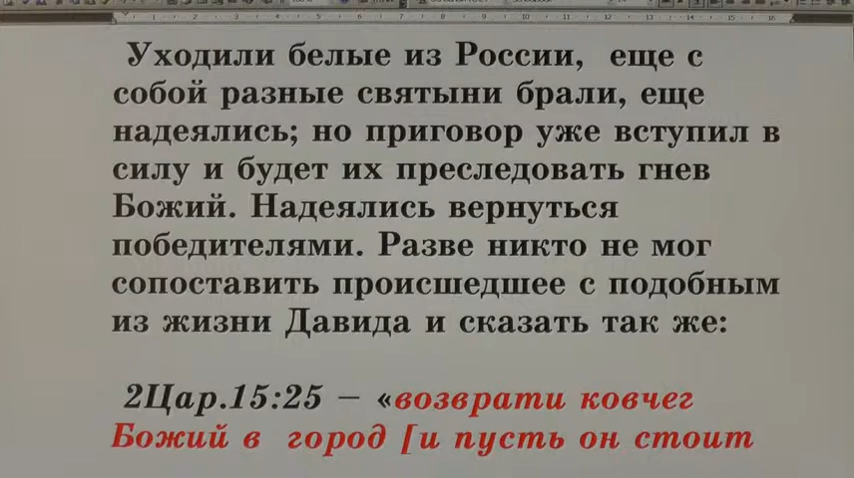 Уходили белые из России,  еще с
собой разные святыни брали, еще
надеялись; но приговор уже вступил в
силу и будет их преследовать гнев
Божий. Надеялись вернуться
победителями. Разве никто не мог
сопоставить происшедшее с подобным
из жизни Давида и сказать так же:
2Цар.15:25 – «возврати ковчег
Божий в  город [и пусть он стоит